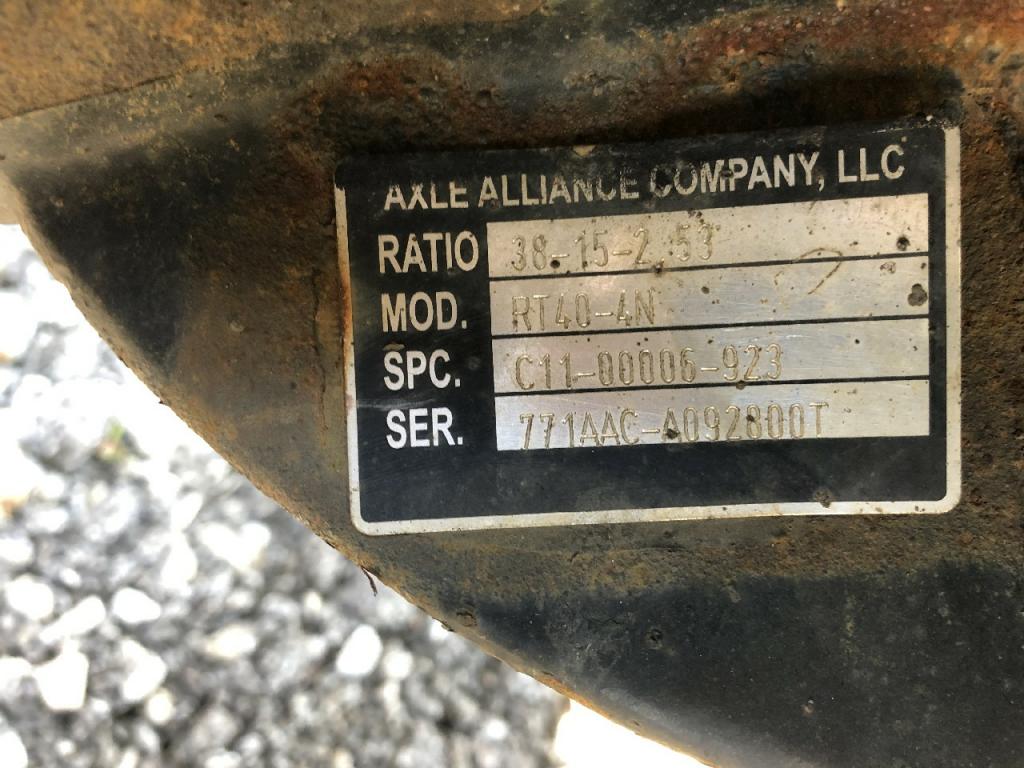 AXLE ALLIANCE COMPANY, LLC
RATIO 38-15-2.53
MOD. RT40-4N
SPC. C11-00006-923
SER. 771AAC-A092800T